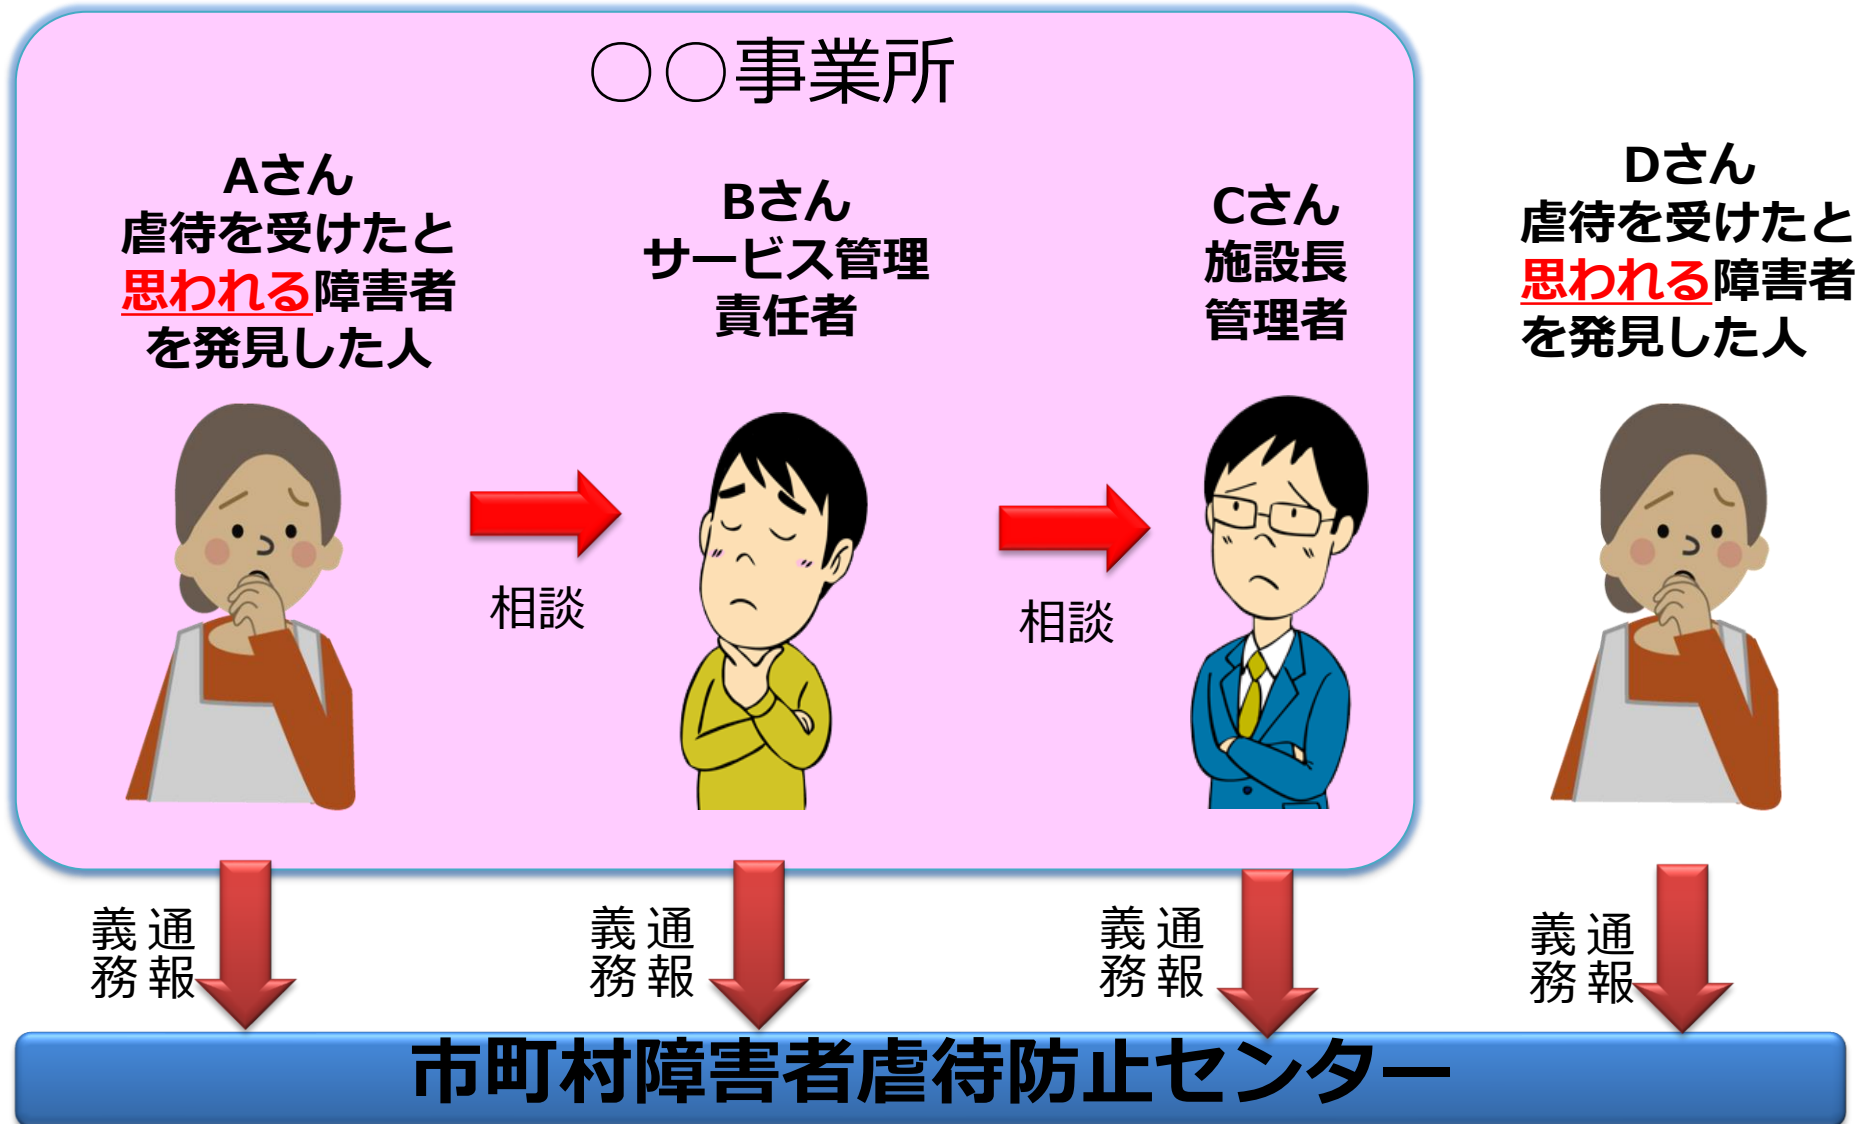 ○○事業所
Aさん
虐待を受けたと
思われる障害者
を発見した人
Bさん
サービス管理
責任者
Cさん
施設長
管理者
Dさん
虐待を受けたと
思われる障害者
を発見した人
相談
相談
通報
義務
通報
義務
通報
義務
通報
義務
市町村障害者虐待防止センター